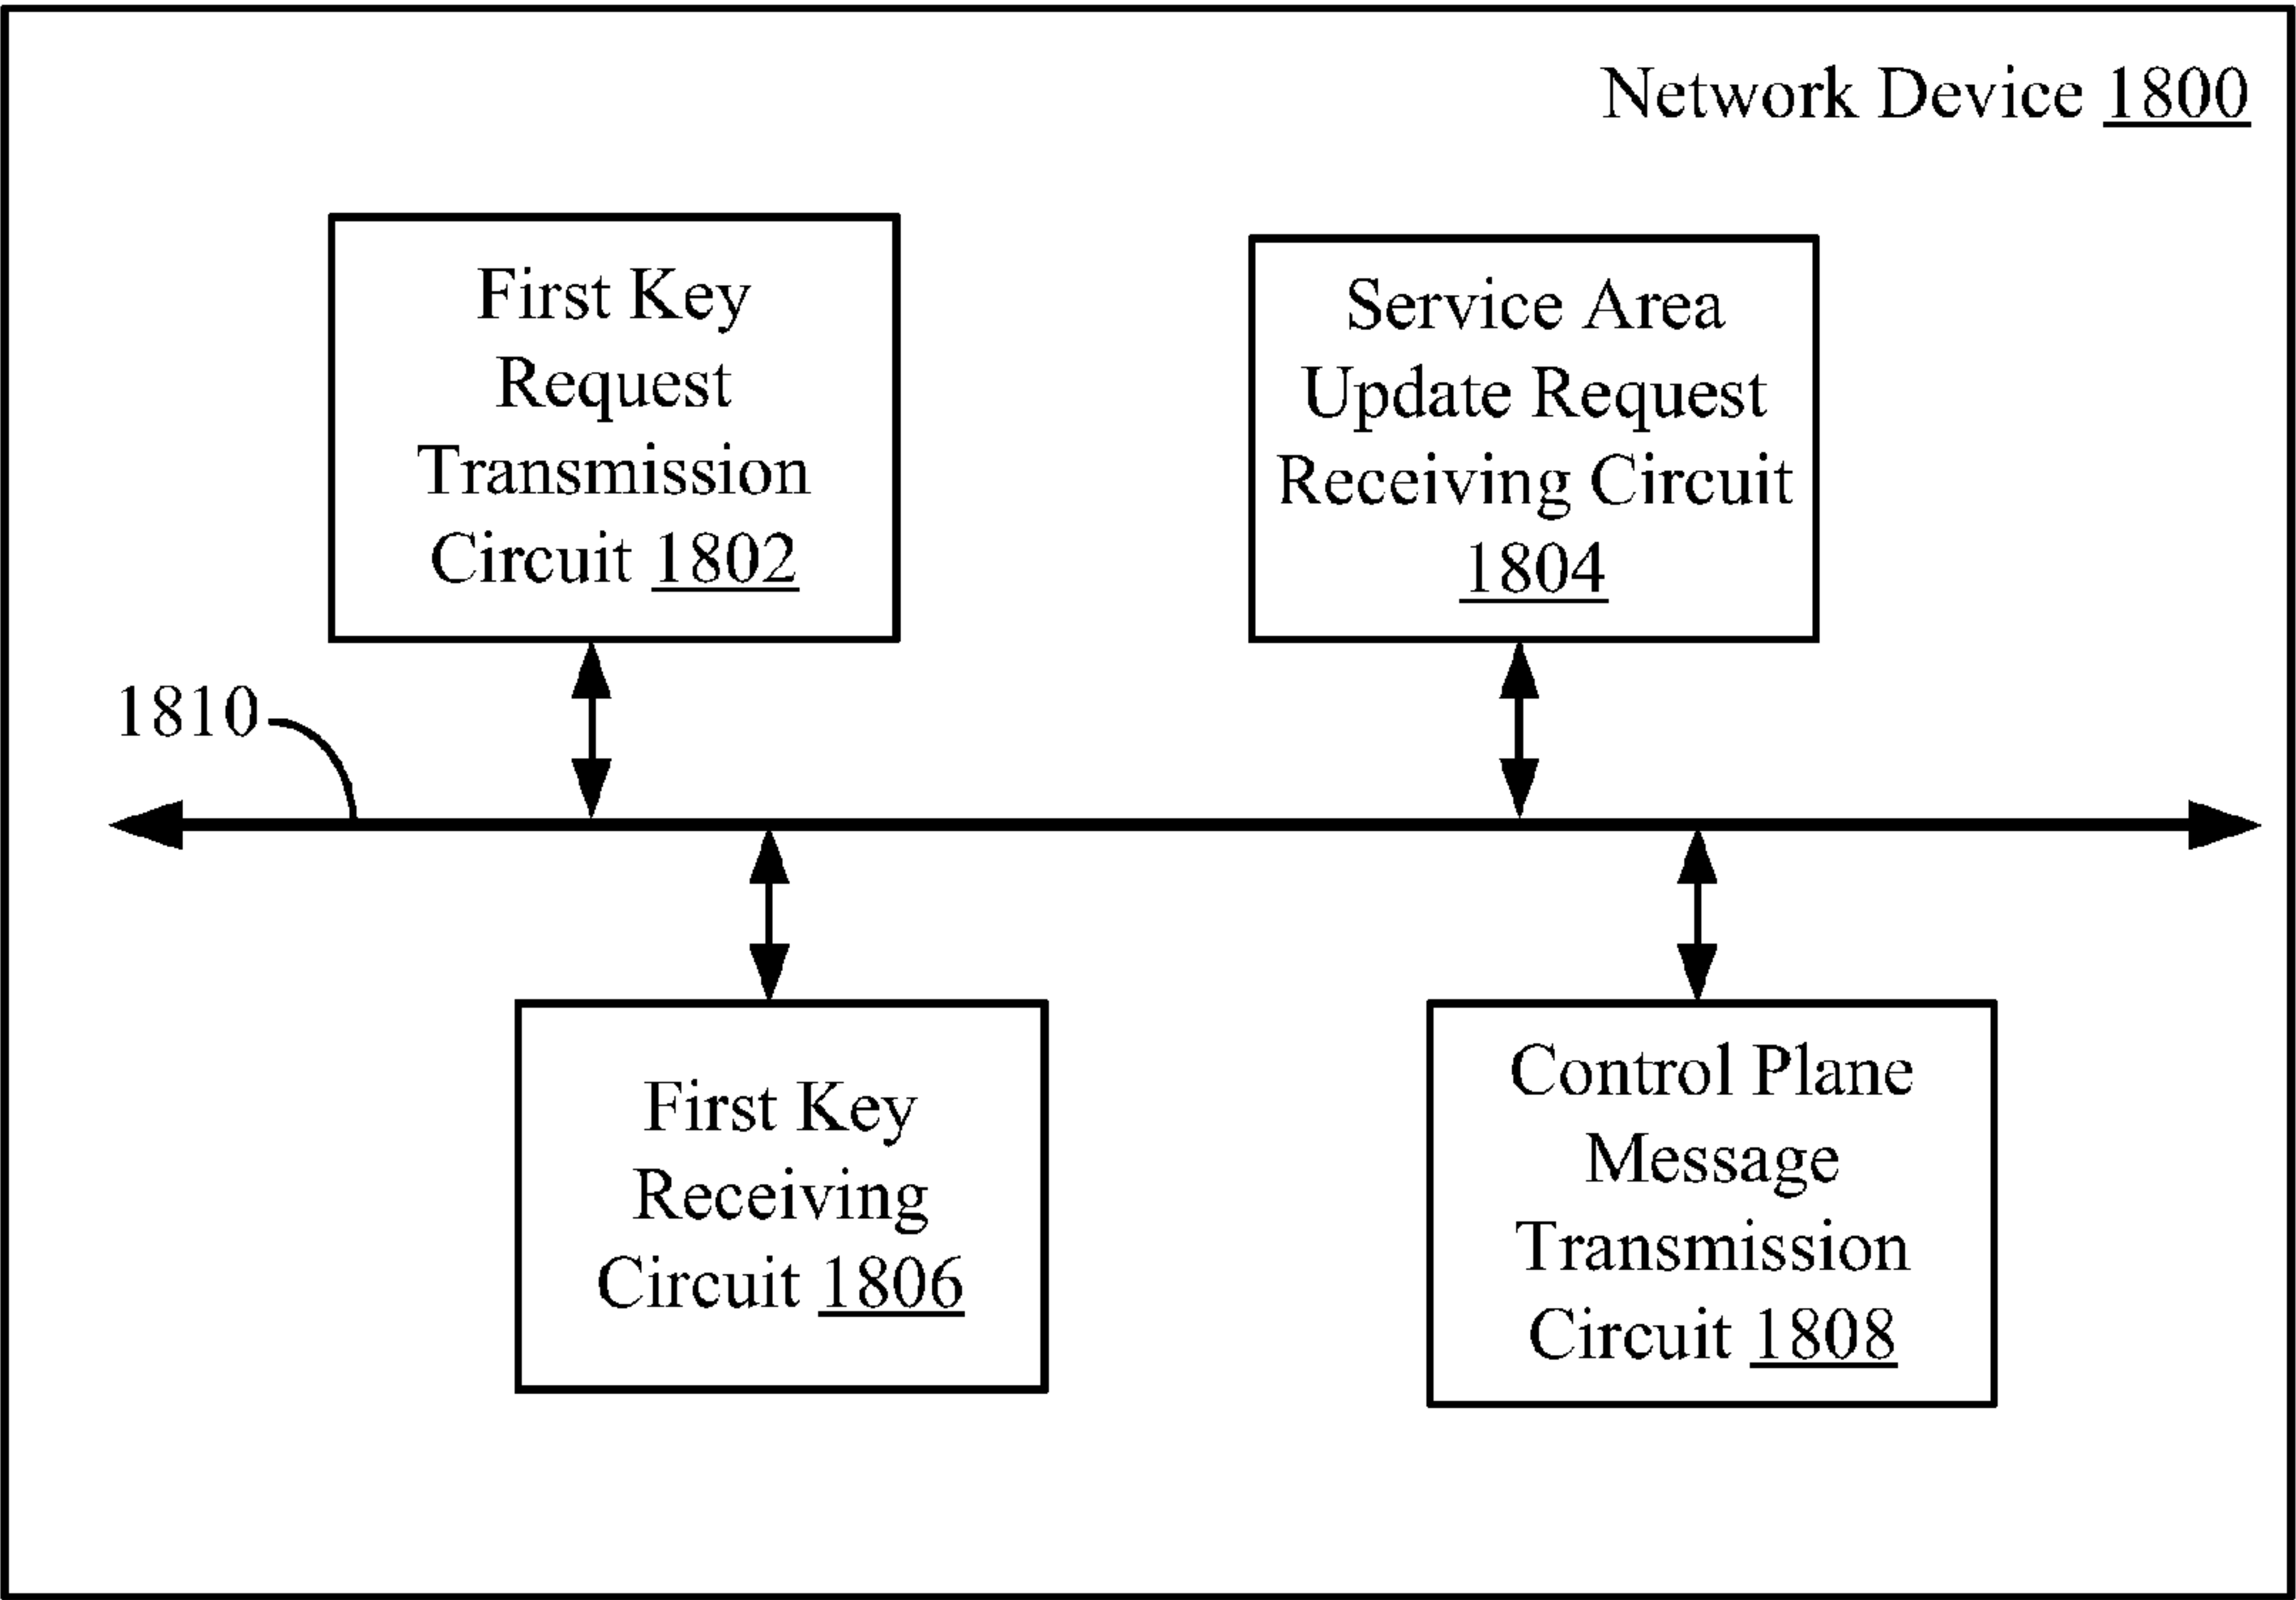 Network Device 1800
First Key
Request
Transmission
Circuit 1802
Service Area
Update Request
Receiving Circuit
1804
1810
First Key
Receiving
Circuit 1806
Control Plane
Message
Transmission
Circuit 1808